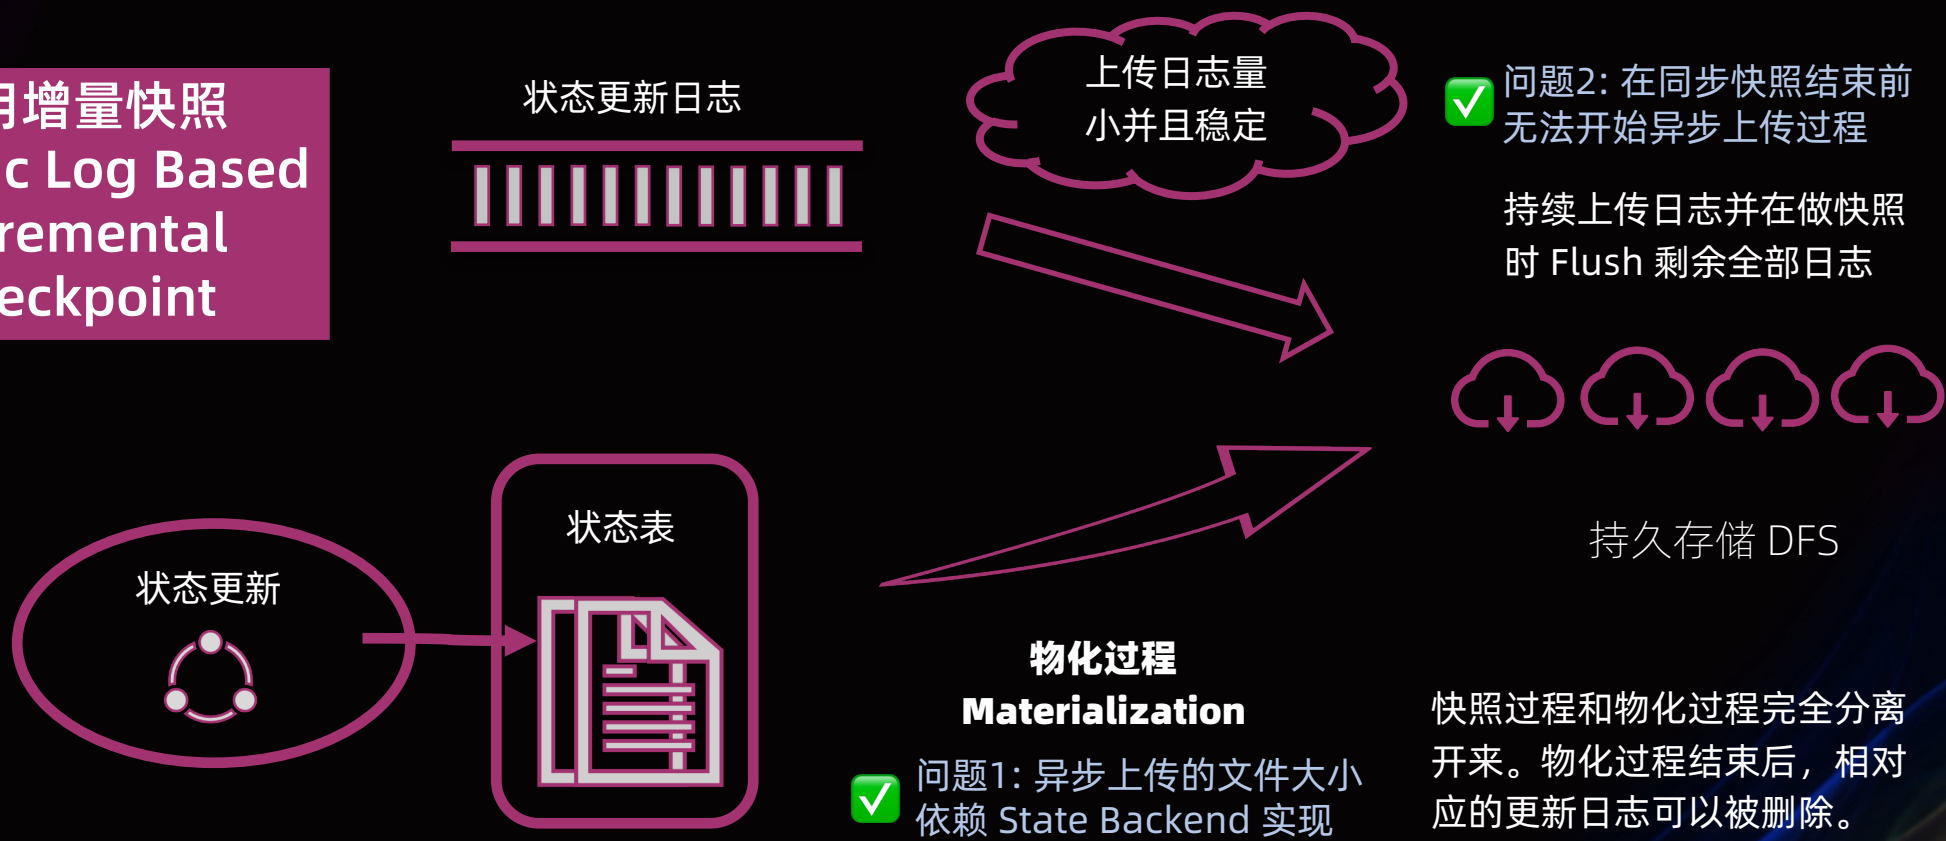 增量快照
c Log Based
remental
eckpoint
状态更新日志
上传日志量
小并且稳定
问题2: 在同步快照结束前
无法开始异步上传过程
持续上传日志并在做快照
时 Flush 剩余全部日志
持久存储 DFS
状态更新
状态表
物化过程
Materialization
问题1: 异步上传的文件大小
依赖 State Backend 实现
快照过程和物化过程完全分离
开来。物化过程结束后，相对
应的更新日志可以被删除。